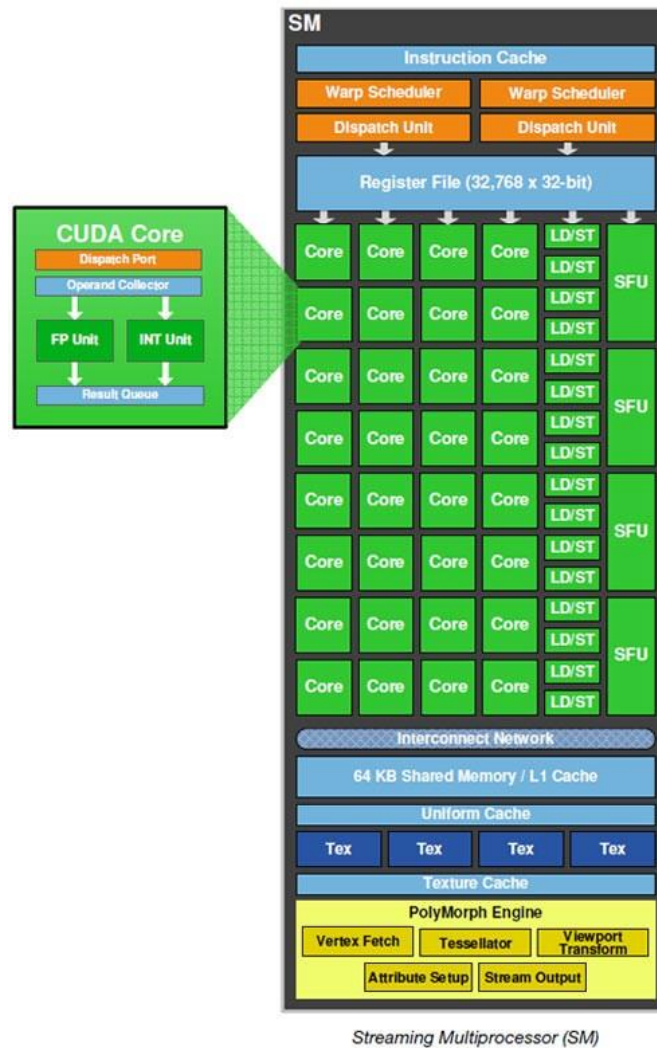 SM
Instruction Cache
Warp Scheduler Warp Scheduler
Dispatch Unit Dispatch Unit
Register File (32,768 x 32-bit)
CUDA Core
Dispatch Port
Operand Collector
FP Unit INT Unit
Result Queue
Core Core Core Core LD/ST SFU
LD/ST
Core Core Core Core LD/ST
LD/ST
Core Core Core Core LD/ST SFU
LD/ST
Core Core Core Core LD/ST
LD/ST
Core Core Core Core LD/ST SFU
LD/ST
Core Core Core Core LD/ST
LD/ST
Core Core Core Core LD/ST SFU
LD/ST
Core Core Core Core LD/ST
LD/ST
Interconnect Network
64 KB Shared Memory / L1 Cache
Uniform Cache
Tex Tex Tex Tex
Texture Cache
PolyMorph Engine
Vertex Fetch Tessellator Viewport
Transform
Attribute Setup Stream Output
Streaming Multiprocessor (SM)